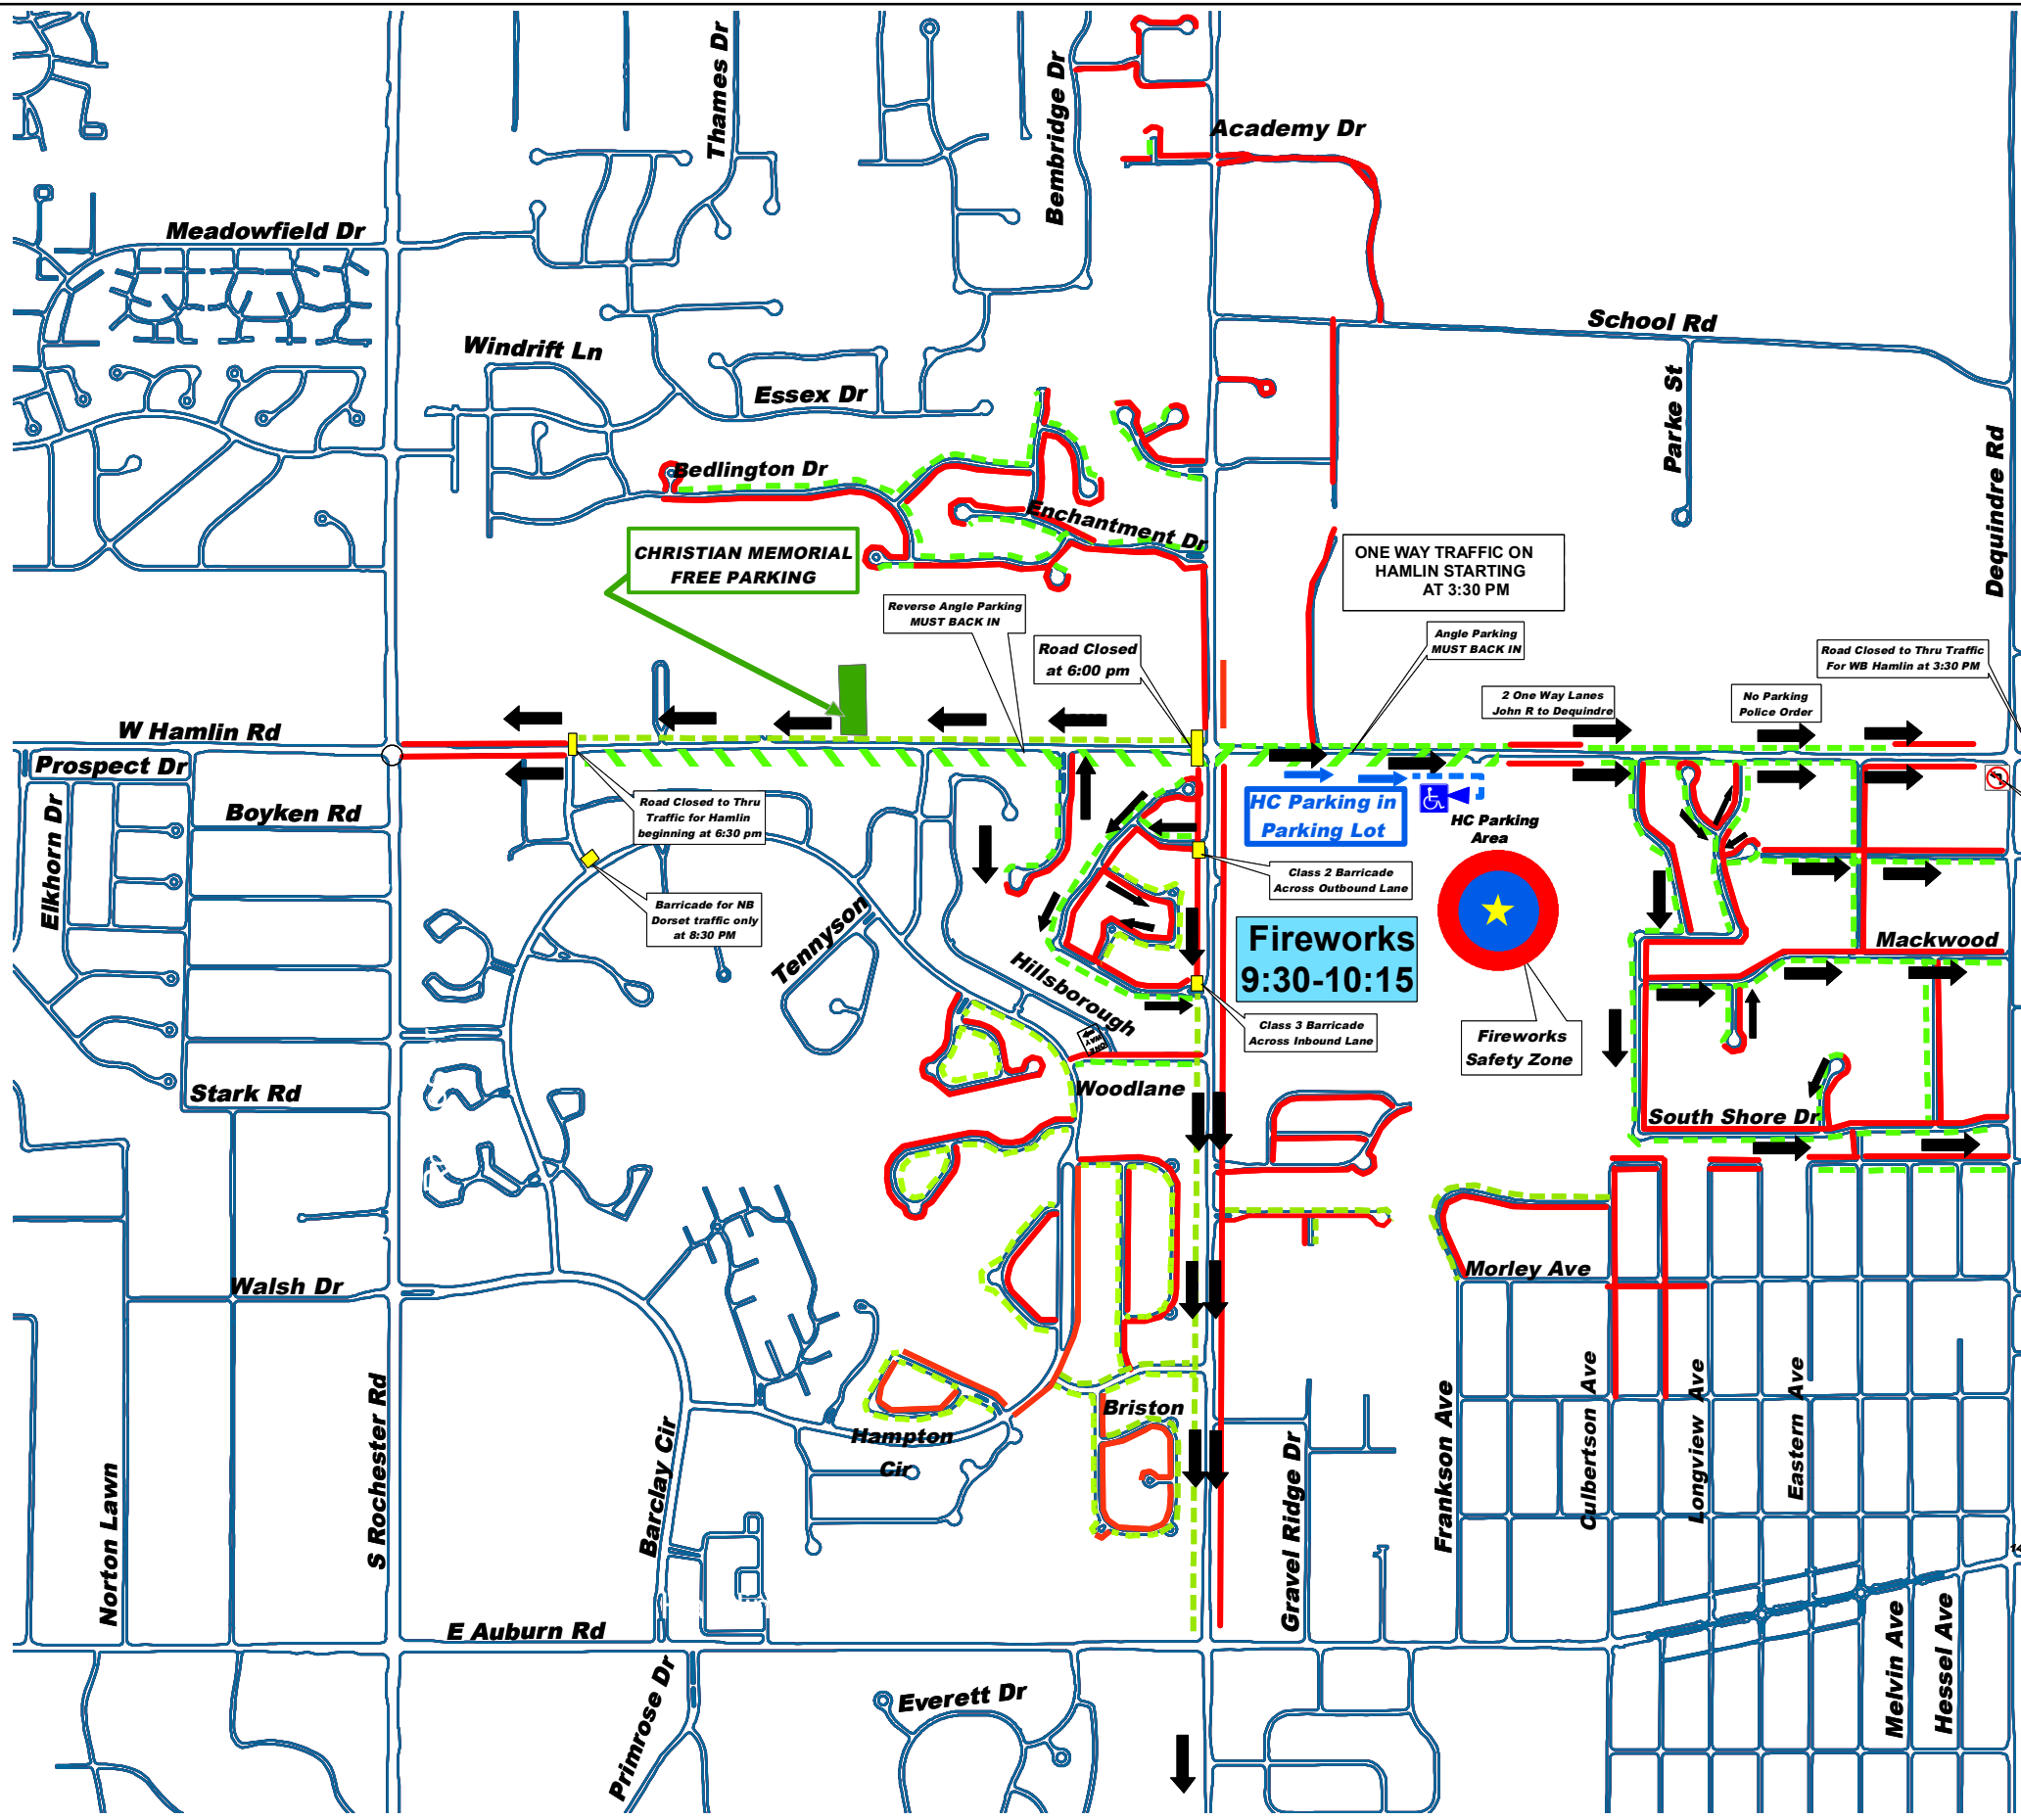 Thames Dr
Bembridge Dr
Academy Dr
Meadowfield Dr
School Rd
Windrift Ln
Essex Dr
Parke St
Dequindre Rd
Bedlington Dr
Enchantment Dr
CHRISTIAN MEMORIAL
FREE PARKING
ONE WAY TRAFFIC ON
HAMLIN STARTING
AT 3:30 PM
Reverse Angle Parking
MUST BACK IN
Road Closed
at 6:00 pm
Angle Parking
MUST BACK IN
Road Closed to Thru Traffic
For WB Hamlin at 3:30 PM
2 One Way Lanes
John R to Dequindre
No Parking
Police Order
W Hamlin Rd
Prospect Dr
Boyken Rd
Elkhorn Dr
Road Closed to Thru
Traffic for Hamlin
beginning at 6:30 pm
HC Parking in
Parking Lot
HC Parking
Area
Class 2 Barricade
Across Outbound Lane
Barricade for NB
Dorset traffic only
at 8:30 PM
Tennyson
Hillsborough
Fireworks
9:30-10:15
Mackwood
Class 3 Barricade
Across Inbound Lane
Fireworks
Safety Zone
ONE
WAY
Stark Rd
Woodlane
South Shore Dr
Walsh Dr
Morley Ave
S Rochester Rd
Norton Lawn
Barclay Cir
Hampton
Cir
Briston
Gravel Ridge Dr
Frankson Ave
Culbertson Ave
Longview Ave
Eastern Ave
E Auburn Rd
Primrose Dr
Everett Dr
Melvin Ave
Hessel Ave